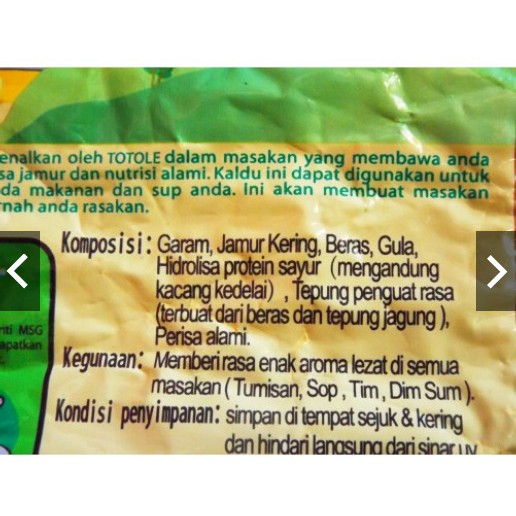 enalkan oleh TOTOLE dalam masakan yang membawa anda
sa jamur dan nutrisi alami. Kaldu ini dapat digunakan untuk
da makanan dan sup anda. Ini akan membuat masakan
rnah anda rasakan.
Komposisi: Garam, Jamur Kering, Beras, Gula,
Hidrolisa protein sayur (mengandung
kacang kedelai) , Tepung penguat rasa
(terbuat dari beras dan tepung jagung ),
Perisa alami.
nti MSG
apatkan
Kegunaan: Memberi rasa enak aroma lezat di semua
masakan ( Tumisan, Sop , Tim , Dim Sum ).
Kondisi penyimpanan: simpan di tempat sejuk & kering
dan hindari langsung dari sinar uv